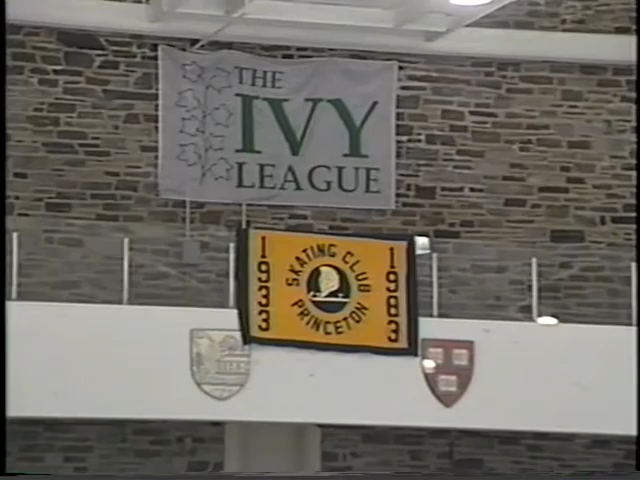 THE
IVY
LEAGUE
1933
SKATING CLUB
PRINCETON
1983